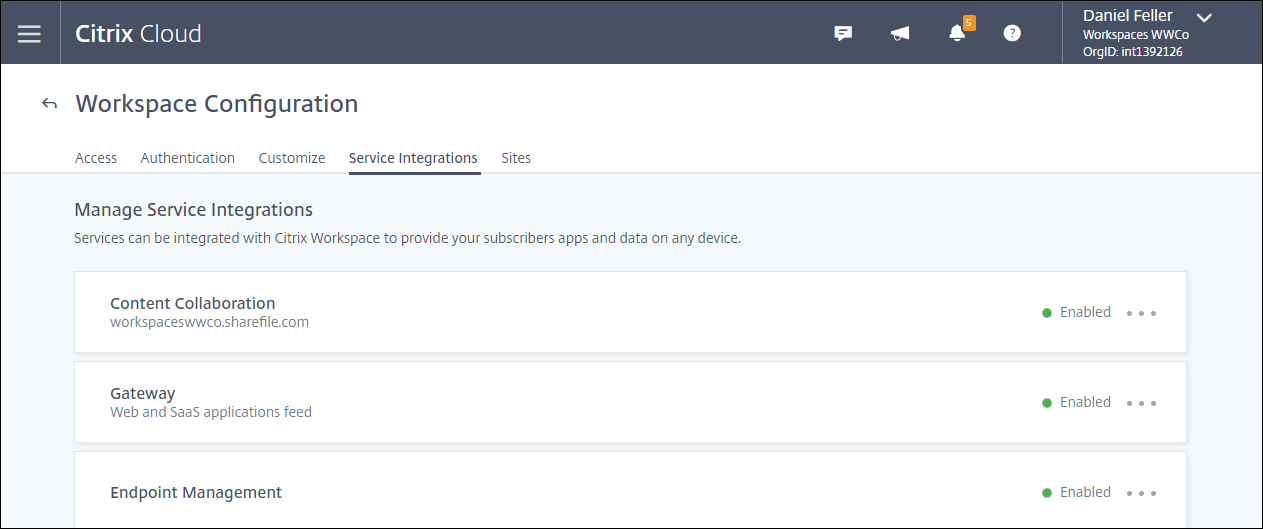 Citrix Cloud
5
?
Daniel Feller
Workspaces WWCo
OrgID: int1392126
Workspace Configuration
Access Authentication Customize Service Integrations Sites
Manage Service Integrations
Services can be integrated with Citrix Workspace to provide your subscribers apps and data on any device.
Content Collaboration
workspaceswwco.sharefile.com
Enabled
Gateway
Web and SaaS applications feed
Enabled
Endpoint Management
Enabled